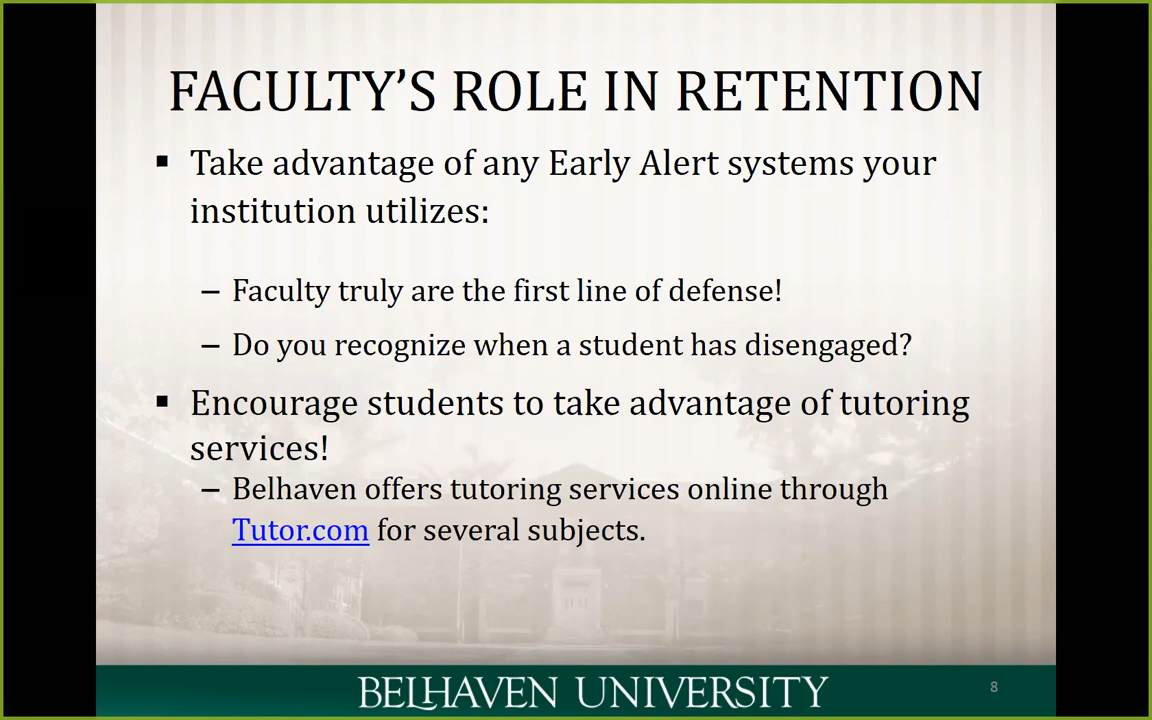 FACULTY’S ROLE IN RETENTION
▪ Take advantage of any Early Alert systems your
institution utilizes:
– Faculty truly are the first line of defense!
– Do you recognize when a student has disengaged?
▪ Encourage students to take advantage of tutoring
services!
– Belhaven offers tutoring services online through
Tutor.com for several subjects.
BELHAVEN UNIVERSITY
8